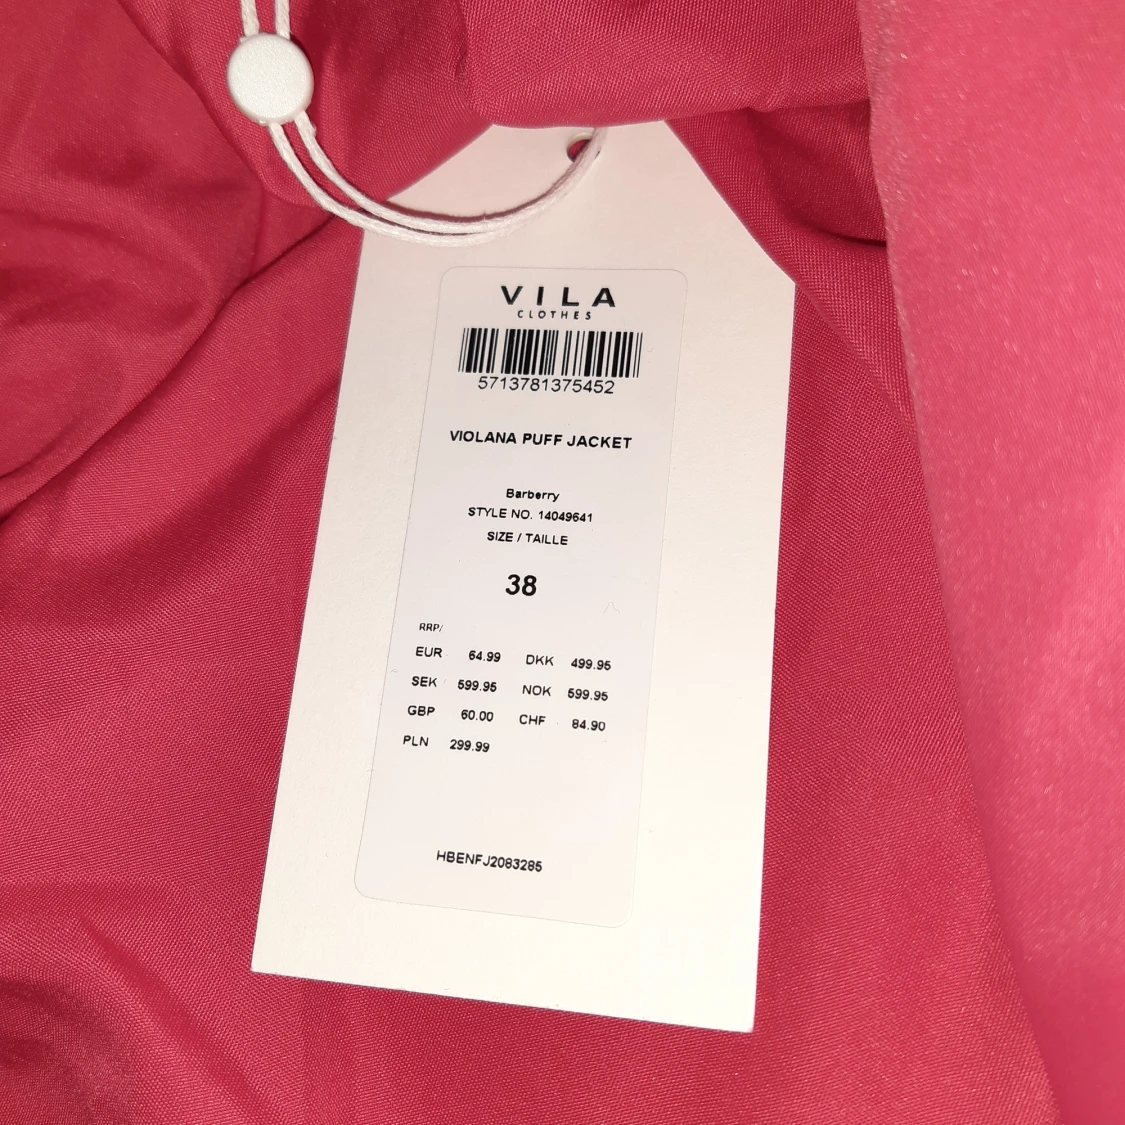 VILA
CLOTHES
5713781375452
VIOLANA PUFF JACKET
Barberry
STYLE NO. 14049641
SIZE / TAILLE
38
RRP/
EUR 64.99 DKK 499.95
SEK 599.95 NOK 599.95
GBP 60.00 CHF 84.90
PLN 299.99
HBENFJ2083285